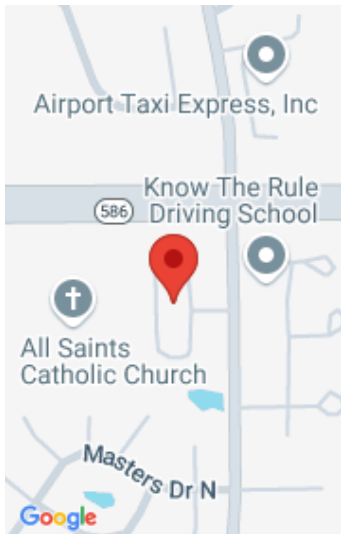 Airport Taxi Express, Inc
Know The Rule
Driving School
586
All Saints
Catholic Church
Masters Dr N
Google